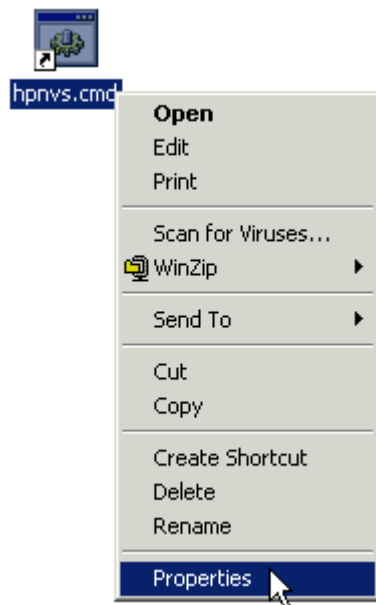 hpnvs.cmd
Open
Edit
Print
Scan for Viruses...
WinZip
Send To
Cut
Copy
Create Shortcut
Delete
Rename
Properties